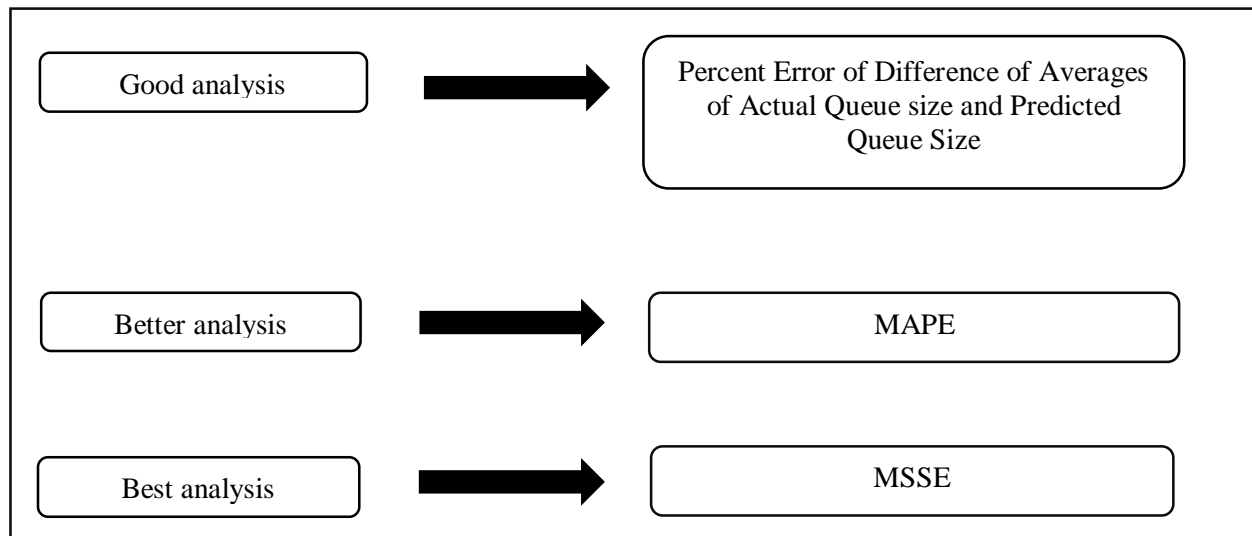 Good analysis
Percent Error of Difference of Averages
of Actual Queue size and Predicted
Queue Size
Better analysis
MAPE
Best analysis
MSSE